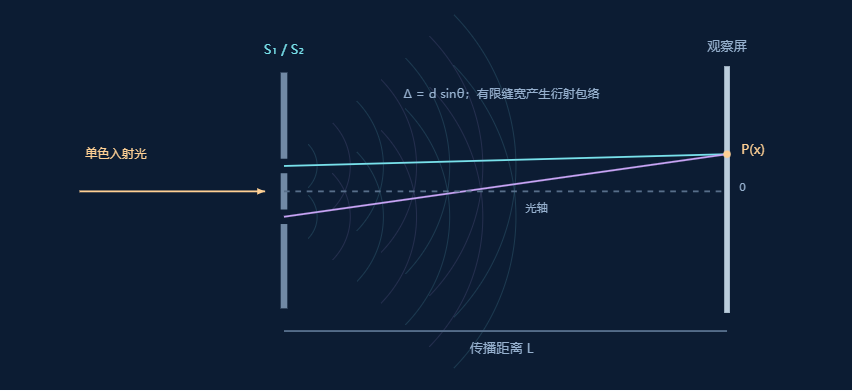 S₁ / S₂
观察屏
Δ = d sinθ; 有限缝宽产生衍射包络
单色入射光
P(x)
0
光轴
传播距离 L